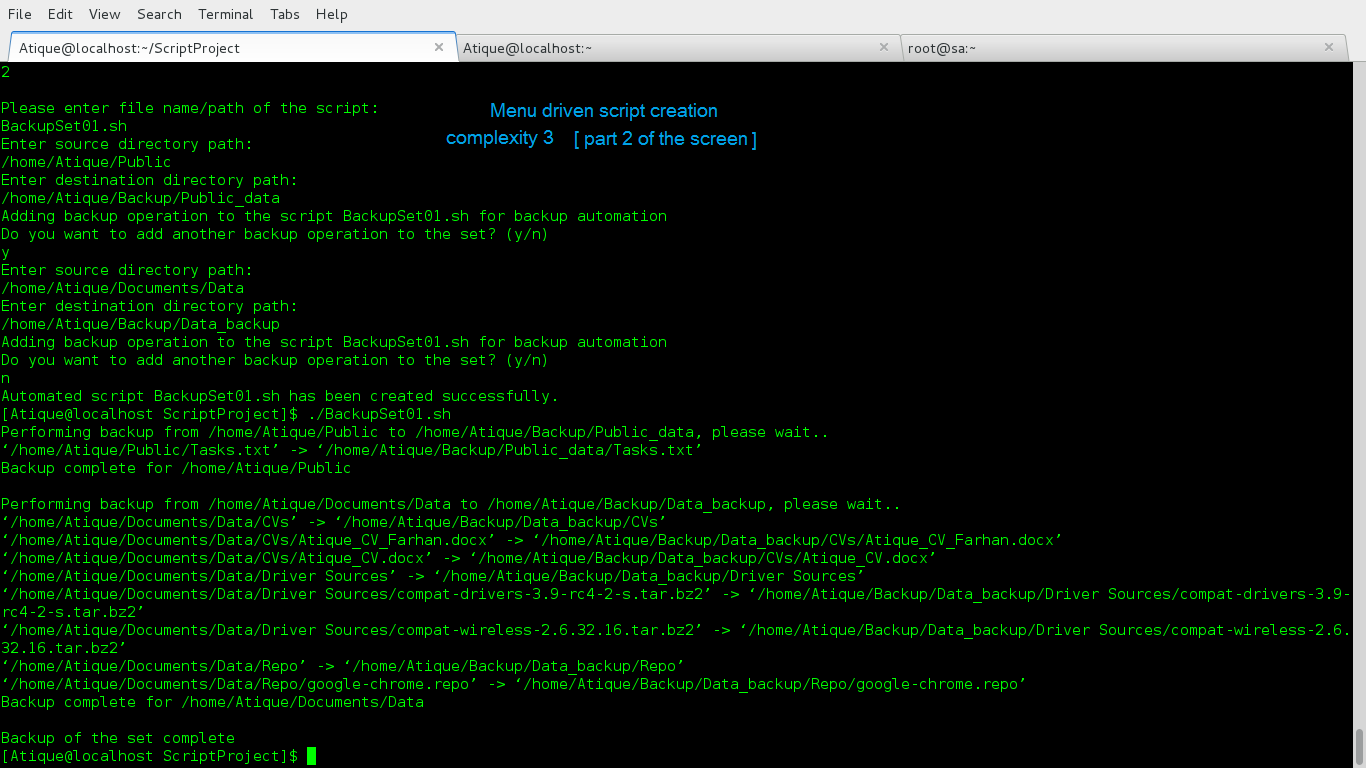 File Edit View Search Terminal Tabs Help
Atique@localhost:~/ScriptProject × Atique@localhost:~ × root@sa:~ ×
2
Please enter file name/path of the script:
Menu driven script creation
BackupSet01.sh
complexity 3 [ part 2 of the screen ]
Enter source directory path:
/home/Atique/Public
Enter destination directory path:
/home/Atique/Backup/Public_data
Adding backup operation to the script BackupSet01.sh for backup automation
Do you want to add another backup operation to the set? (y/n)
y
Enter source directory path:
/home/Atique/Documents/Data
Enter destination directory path:
/home/Atique/Backup/Data_backup
Adding backup operation to the script BackupSet01.sh for backup automation
Do you want to add another backup operation to the set? (y/n)
n
Automated script BackupSet01.sh has been created successfully.
[Atique@localhost ScriptProject]$ ./BackupSet01.sh
Performing backup from /home/Atique/Public to /home/Atique/Backup/Public_data, please wait..
‘/home/Atique/Public/Tasks.txt’ -> ‘/home/Atique/Backup/Public_data/Tasks.txt’
Backup complete for /home/Atique/Public
Performing backup from /home/Atique/Documents/Data to /home/Atique/Backup/Data_backup, please wait..
‘/home/Atique/Documents/Data/CVs’ -> ‘/home/Atique/Backup/Data_backup/CVs’
‘/home/Atique/Documents/Data/CVs/Atique_CV_Farhan.docx’ -> ‘/home/Atique/Backup/Data_backup/CVs/Atique_CV_Farhan.docx’
‘/home/Atique/Documents/Data/CVs/Atique_CV.docx’ -> ‘/home/Atique/Backup/Data_backup/CVs/Atique_CV.docx’
‘/home/Atique/Documents/Data/Driver Sources’ -> ‘/home/Atique/Backup/Data_backup/Driver Sources’
‘/home/Atique/Documents/Data/Driver Sources/compat-drivers-3.9-rc4-2-s.tar.bz2’ -> ‘/home/Atique/Backup/Data_backup/Driver Sources/compat-drivers-3.9-
rc4-2-s.tar.bz2’
‘/home/Atique/Documents/Data/Driver Sources/compat-wireless-2.6.32.16.tar.bz2’ -> ‘/home/Atique/Backup/Data_backup/Driver Sources/compat-wireless-2.6.
32.16.tar.bz2’
‘/home/Atique/Documents/Data/Repo’ -> ‘/home/Atique/Backup/Data_backup/Repo’
‘/home/Atique/Documents/Data/Repo/google-chrome.repo’ -> ‘/home/Atique/Backup/Data_backup/Repo/google-chrome.repo’
Backup complete for /home/Atique/Documents/Data
Backup of the set complete
[Atique@localhost ScriptProject]$